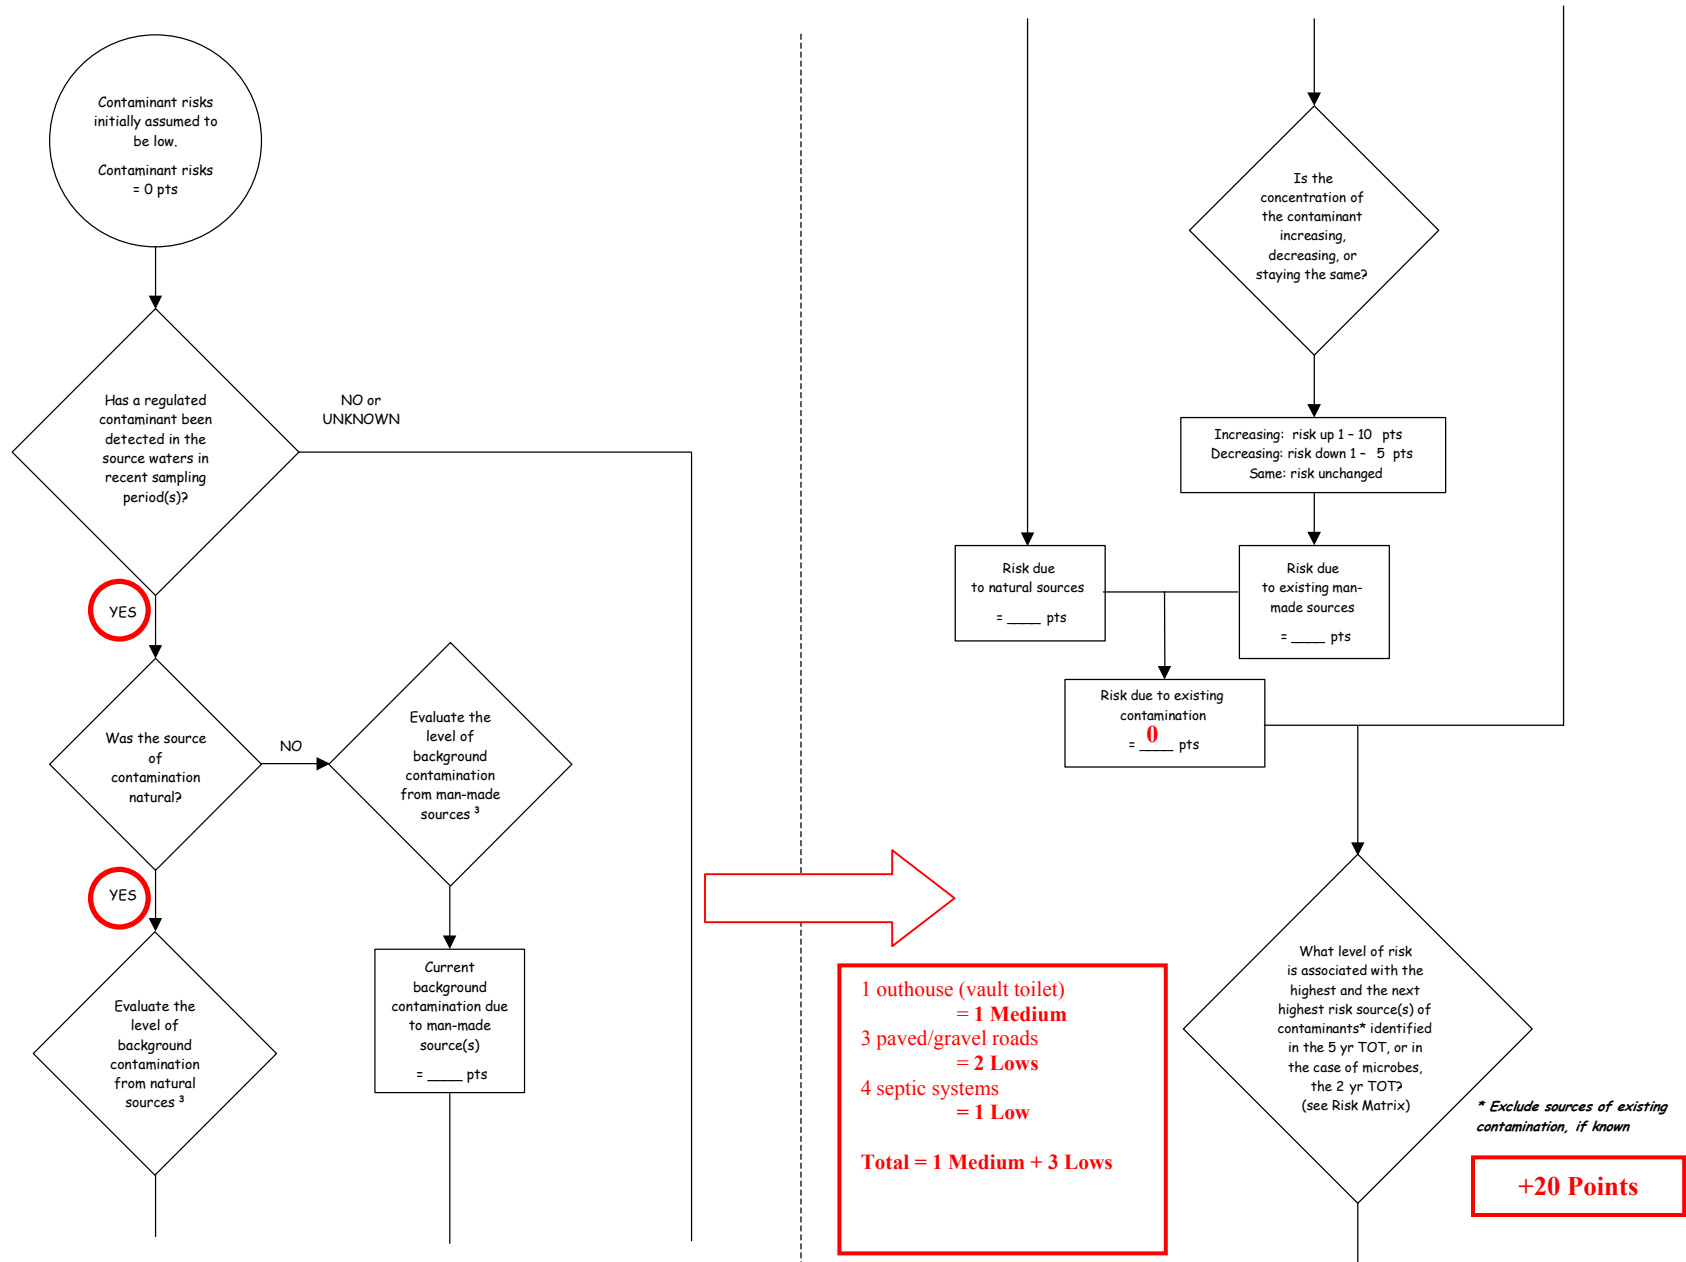 Contaminant risks
initially assumed to
be low.
Contaminant risks
= 0 pts
Has a regulated
contaminant been
detected in the
source waters in
recent sampling
period(s)?
NO or
UNKNOWN
YES
Was the source
of
contamination
natural?
NO
Evaluate the
level of
background
contamination
from man-made
sources ³
YES
Evaluate the
level of
background
contamination
from natural
sources ³
Current
background
contamination due
to man-made
source(s)
= ____ pts
Is the
concentration of
the contaminant
increasing,
decreasing, or
staying the same?
Increasing: risk up 1 – 10 pts
Decreasing: risk down 1 – 5 pts
Same: risk unchanged
Risk due
to natural sources
= ____ pts
Risk due
to existing man-
made sources
= ____ pts
Risk due to existing
contamination
= 0 pts
1 outhouse (vault toilet)
= 1 Medium
3 paved/gravel roads
= 2 Lows
4 septic systems
= 1 Low
Total = 1 Medium + 3 Lows
What level of risk
is associated with the
highest and the next
highest risk source(s) of
contaminants* identified
in the 5 yr TOT, or in
the case of microbes,
the 2 yr TOT?
(see Risk Matrix)
* Exclude sources of existing
contamination, if known
+20 Points